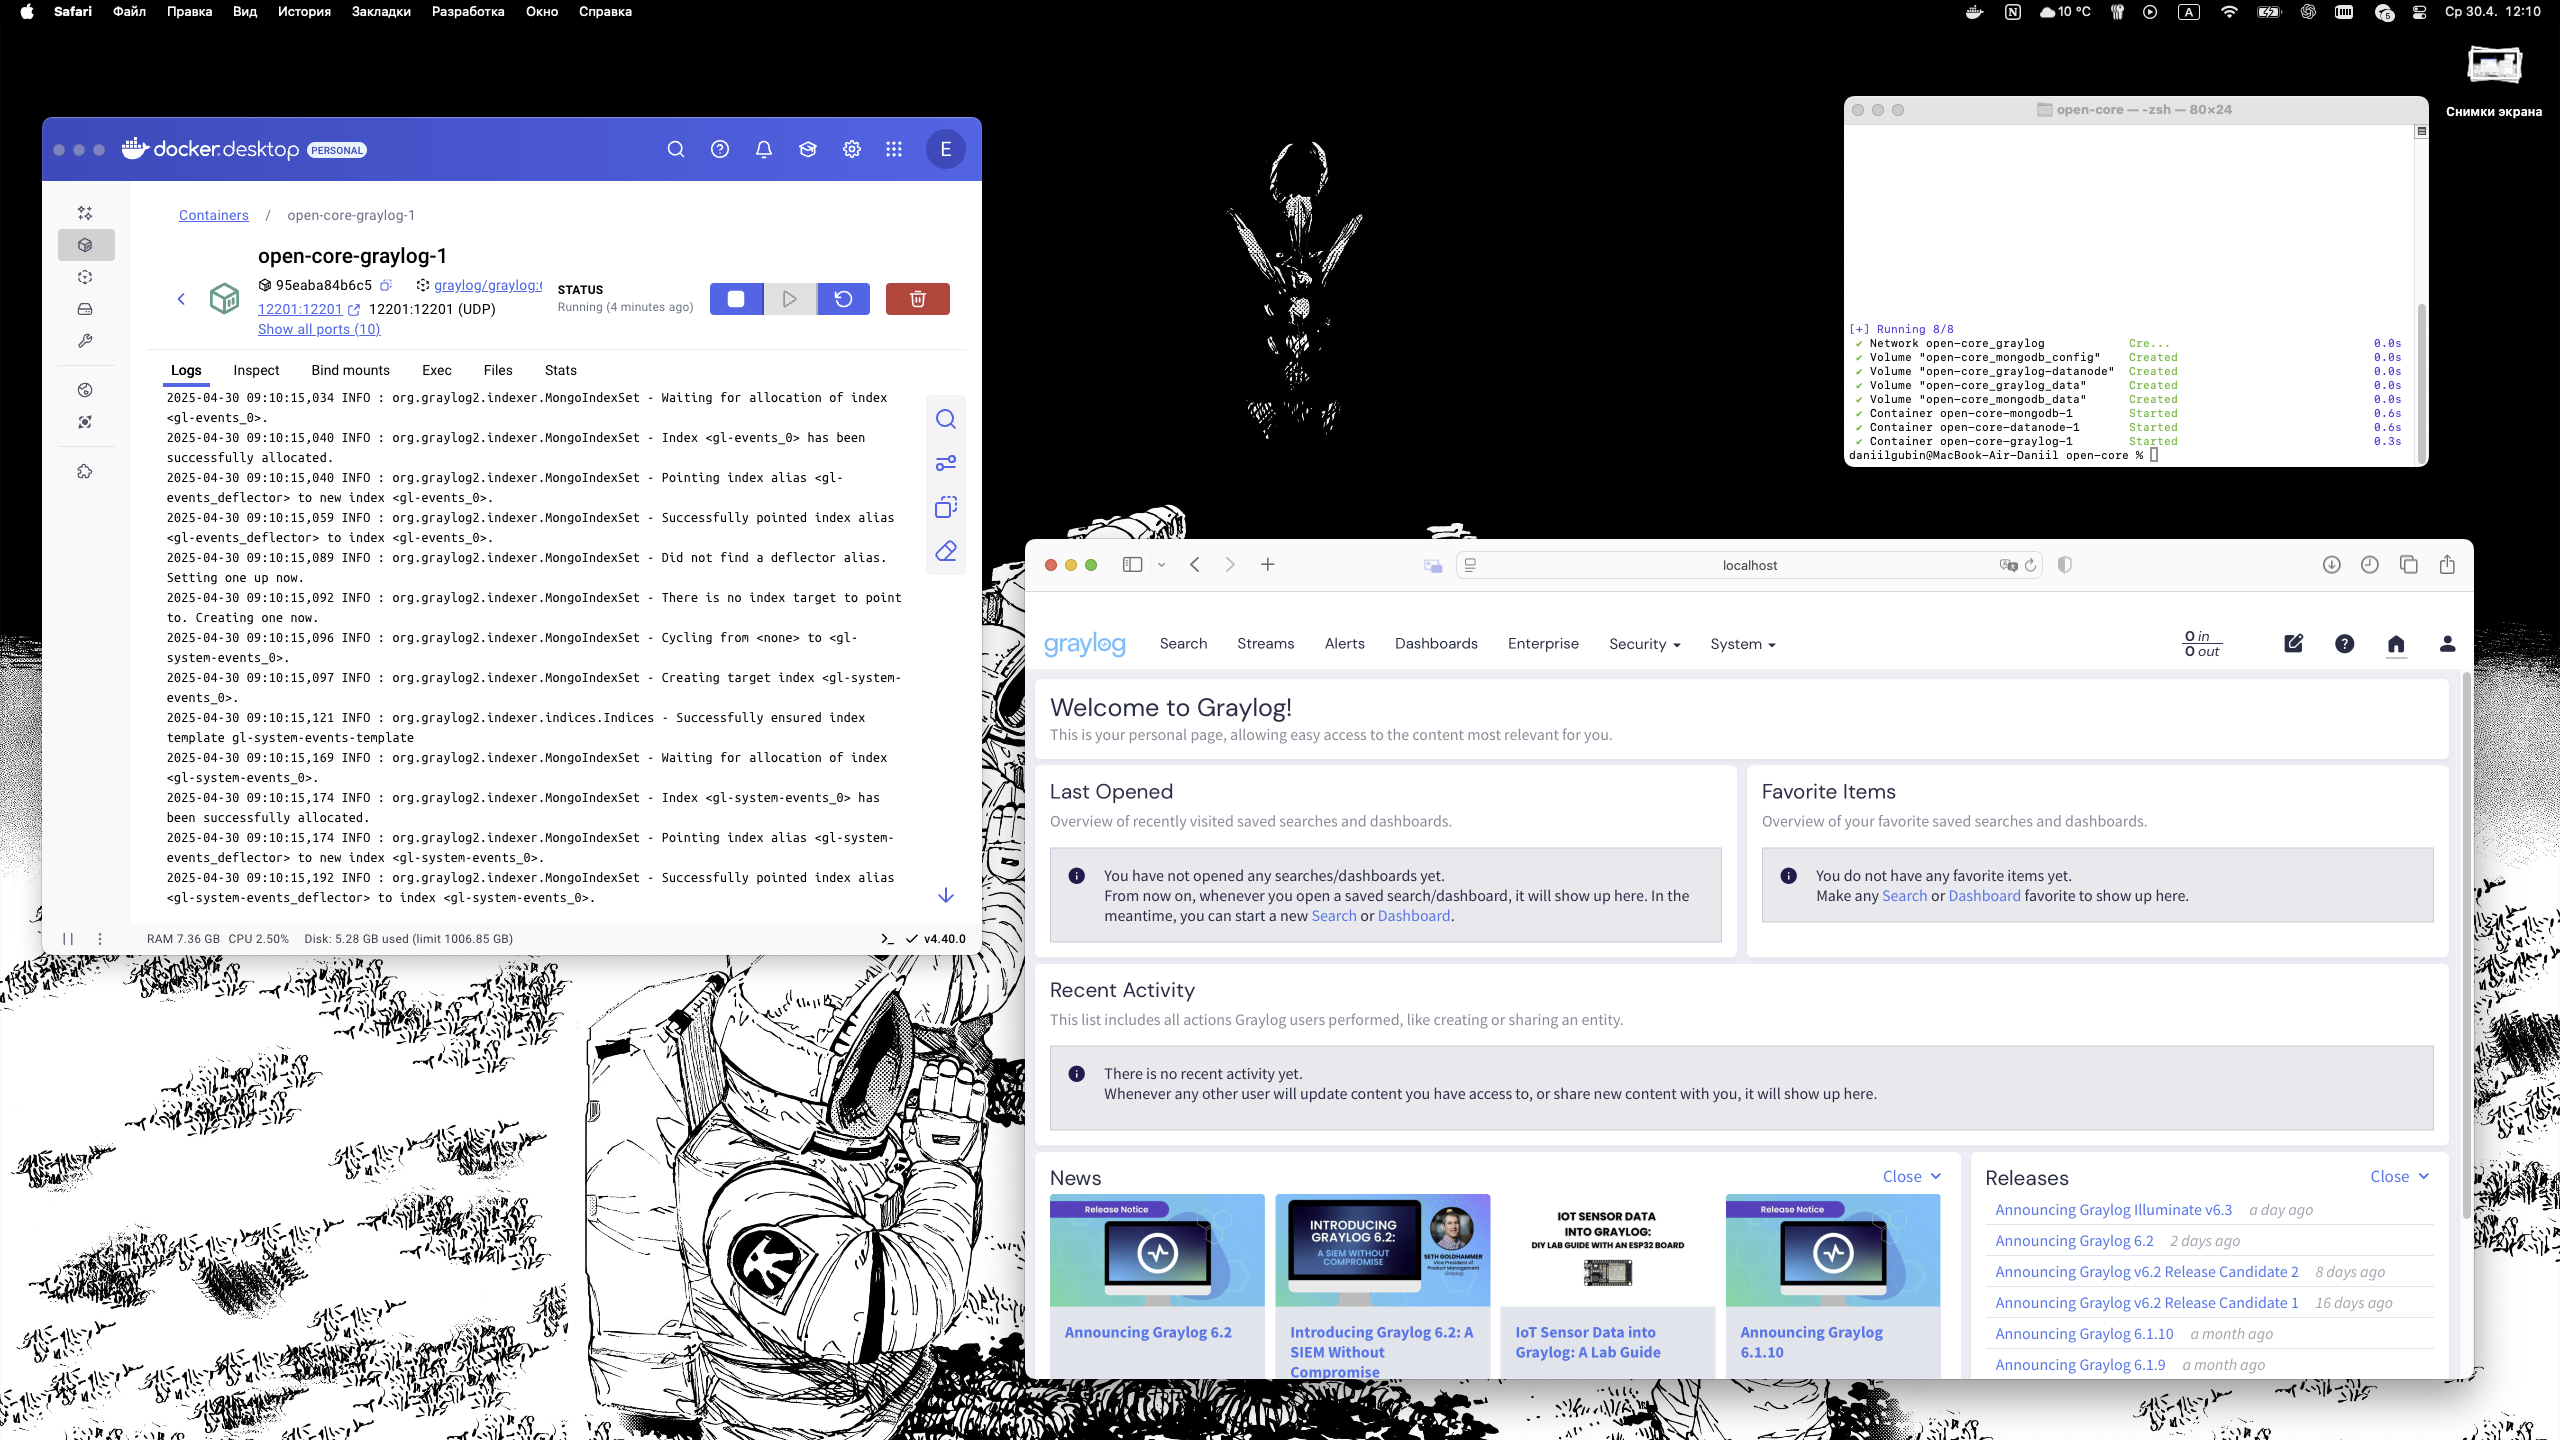 Safari Файл Правка Вид История Закладки Разработка Окно Справка
10 °C A 5 Ср 30.4. 12:10
Снимки экрана
docker.desktop PERSONAL
E
Containers / open-core-graylog-1
open-core-graylog-1
95eaba84b6c5 graylog/graylog:
12201:12201 12201:12201 (UDP)
Show all ports (10)
STATUS
Running (4 minutes ago)
Logs Inspect Bind mounts Exec Files Stats
2025-04-30 09:10:15,034 INFO : org.graylog2.indexer.MongoIndexSet - Waiting for allocation of index
<gl-events_0>.
2025-04-30 09:10:15,040 INFO : org.graylog2.indexer.MongoIndexSet - Index <gl-events_0> has been
successfully allocated.
2025-04-30 09:10:15,040 INFO : org.graylog2.indexer.MongoIndexSet - Pointing index alias <gl-
events_deflector> to new index <gl-events_0>.
2025-04-30 09:10:15,059 INFO : org.graylog2.indexer.MongoIndexSet - Successfully pointed index alias
<gl-events_deflector> to index <gl-events_0>.
2025-04-30 09:10:15,089 INFO : org.graylog2.indexer.MongoIndexSet - Did not find a deflector alias.
Setting one up now.
2025-04-30 09:10:15,092 INFO : org.graylog2.indexer.MongoIndexSet - There is no index target to point
to. Creating one now.
2025-04-30 09:10:15,096 INFO : org.graylog2.indexer.MongoIndexSet - Cycling from <none> to <gl-
system-events_0>.
2025-04-30 09:10:15,097 INFO : org.graylog2.indexer.MongoIndexSet - Creating target index <gl-system-
events_0>.
2025-04-30 09:10:15,121 INFO : org.graylog2.indexer.indices.Indices - Successfully ensured index
template gl-system-events-template
2025-04-30 09:10:15,169 INFO : org.graylog2.indexer.MongoIndexSet - Waiting for allocation of index
<gl-system-events_0>.
2025-04-30 09:10:15,174 INFO : org.graylog2.indexer.MongoIndexSet - Index <gl-system-events_0> has
been successfully allocated.
2025-04-30 09:10:15,174 INFO : org.graylog2.indexer.MongoIndexSet - Pointing index alias <gl-system-
events_deflector> to new index <gl-system-events_0>.
2025-04-30 09:10:15,192 INFO : org.graylog2.indexer.MongoIndexSet - Successfully pointed index alias
<gl-system-events_deflector> to index <gl-system-events_0>.
RAM 7.36 GB CPU 2.50% Disk: 5.28 GB used (limit 1006.85 GB)
v4.40.0
open-core — -zsh — 80×24
[+] Running 8/8
✔ Network open-core_graylog Cre... 0.0s
✔ Volume "open-core_mongodb_config" Created 0.0s
✔ Volume "open-core_graylog-datanode" Created 0.0s
✔ Volume "open-core_graylog_data" Created 0.0s
✔ Volume "open-core_mongodb_data" Created 0.0s
✔ Container open-core-mongodb-1 Started 0.6s
✔ Container open-core-datanode-1 Started 0.6s
✔ Container open-core-graylog-1 Started 0.3s
daniilgubin@MacBook-Air-Daniil open-core %
localhost
graylog Search Streams Alerts Dashboards Enterprise Security System
0 in
0 out
Welcome to Graylog!
This is your personal page, allowing easy access to the content most relevant for you.
Last Opened
Overview of recently visited saved searches and dashboards.
You have not opened any searches/dashboards yet.
From now on, whenever you open a saved search/dashboard, it will show up here. In the
meantime, you can start a new Search or Dashboard.
Favorite Items
Overview of your favorite saved searches and dashboards.
You do not have any favorite items yet.
Make any Search or Dashboard favorite to show up here.
Recent Activity
This list includes all actions Graylog users performed, like creating or sharing an entity.
There is no recent activity yet.
Whenever any other user will update content you have access to, or share new content with you, it will show up here.
News
Close
Release Notice
Announcing Graylog 6.2
INTRODUCING
GRAYLOG 6.2:
A SIEM WITHOUT
COMPROMISE
SETH GOLDHAMMER
Vice President of
Product Management
Graylog
Introducing Graylog 6.2: A
SIEM Without
Compromise
IOT SENSOR DATA
INTO GRAYLOG:
DIY LAB GUIDE WITH AN ESP32 BOARD
IoT Sensor Data into
Graylog: A Lab Guide
Release Notice
Announcing Graylog
6.1.10
Releases
Close
Announcing Graylog Illuminate v6.3 a day ago
Announcing Graylog 6.2 2 days ago
Announcing Graylog v6.2 Release Candidate 2 8 days ago
Announcing Graylog v6.2 Release Candidate 1 16 days ago
Announcing Graylog 6.1.10 a month ago
Announcing Graylog 6.1.9 a month ago